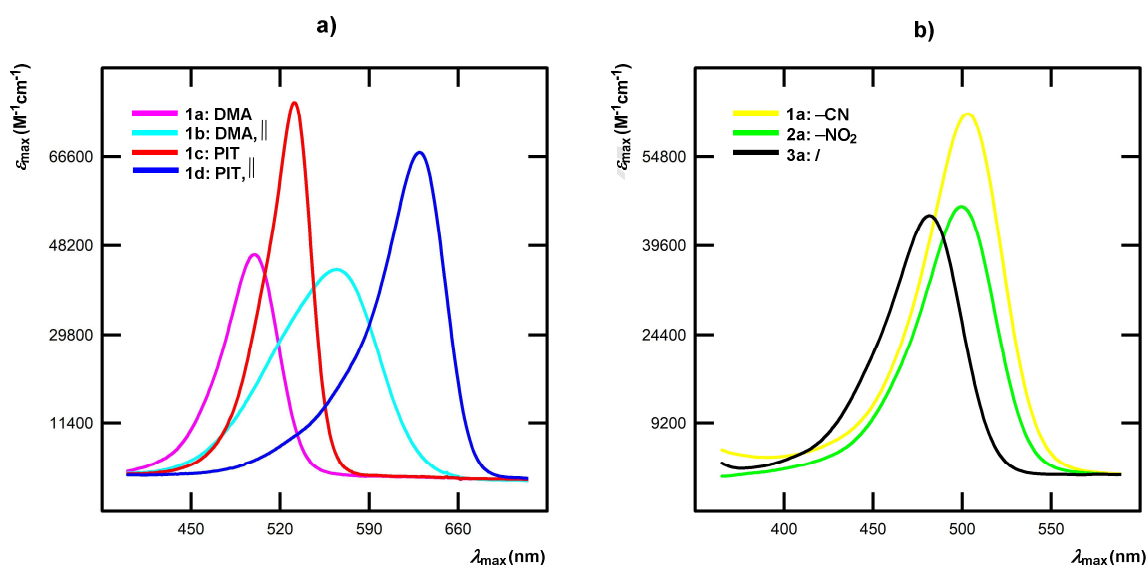 a)
εmax (M-1cm-1)
1a: DMA
1b: DMA, ||
1c: PIT
1d: PIT, ||
66600
48200
29800
11400
450 520 590 660
λmax (nm)
b)
εmax (M-1cm-1)
1a: –CN
2a: –NO2
3a: /
54800
39600
24400
9200
400 450 500 550
λmax (nm)